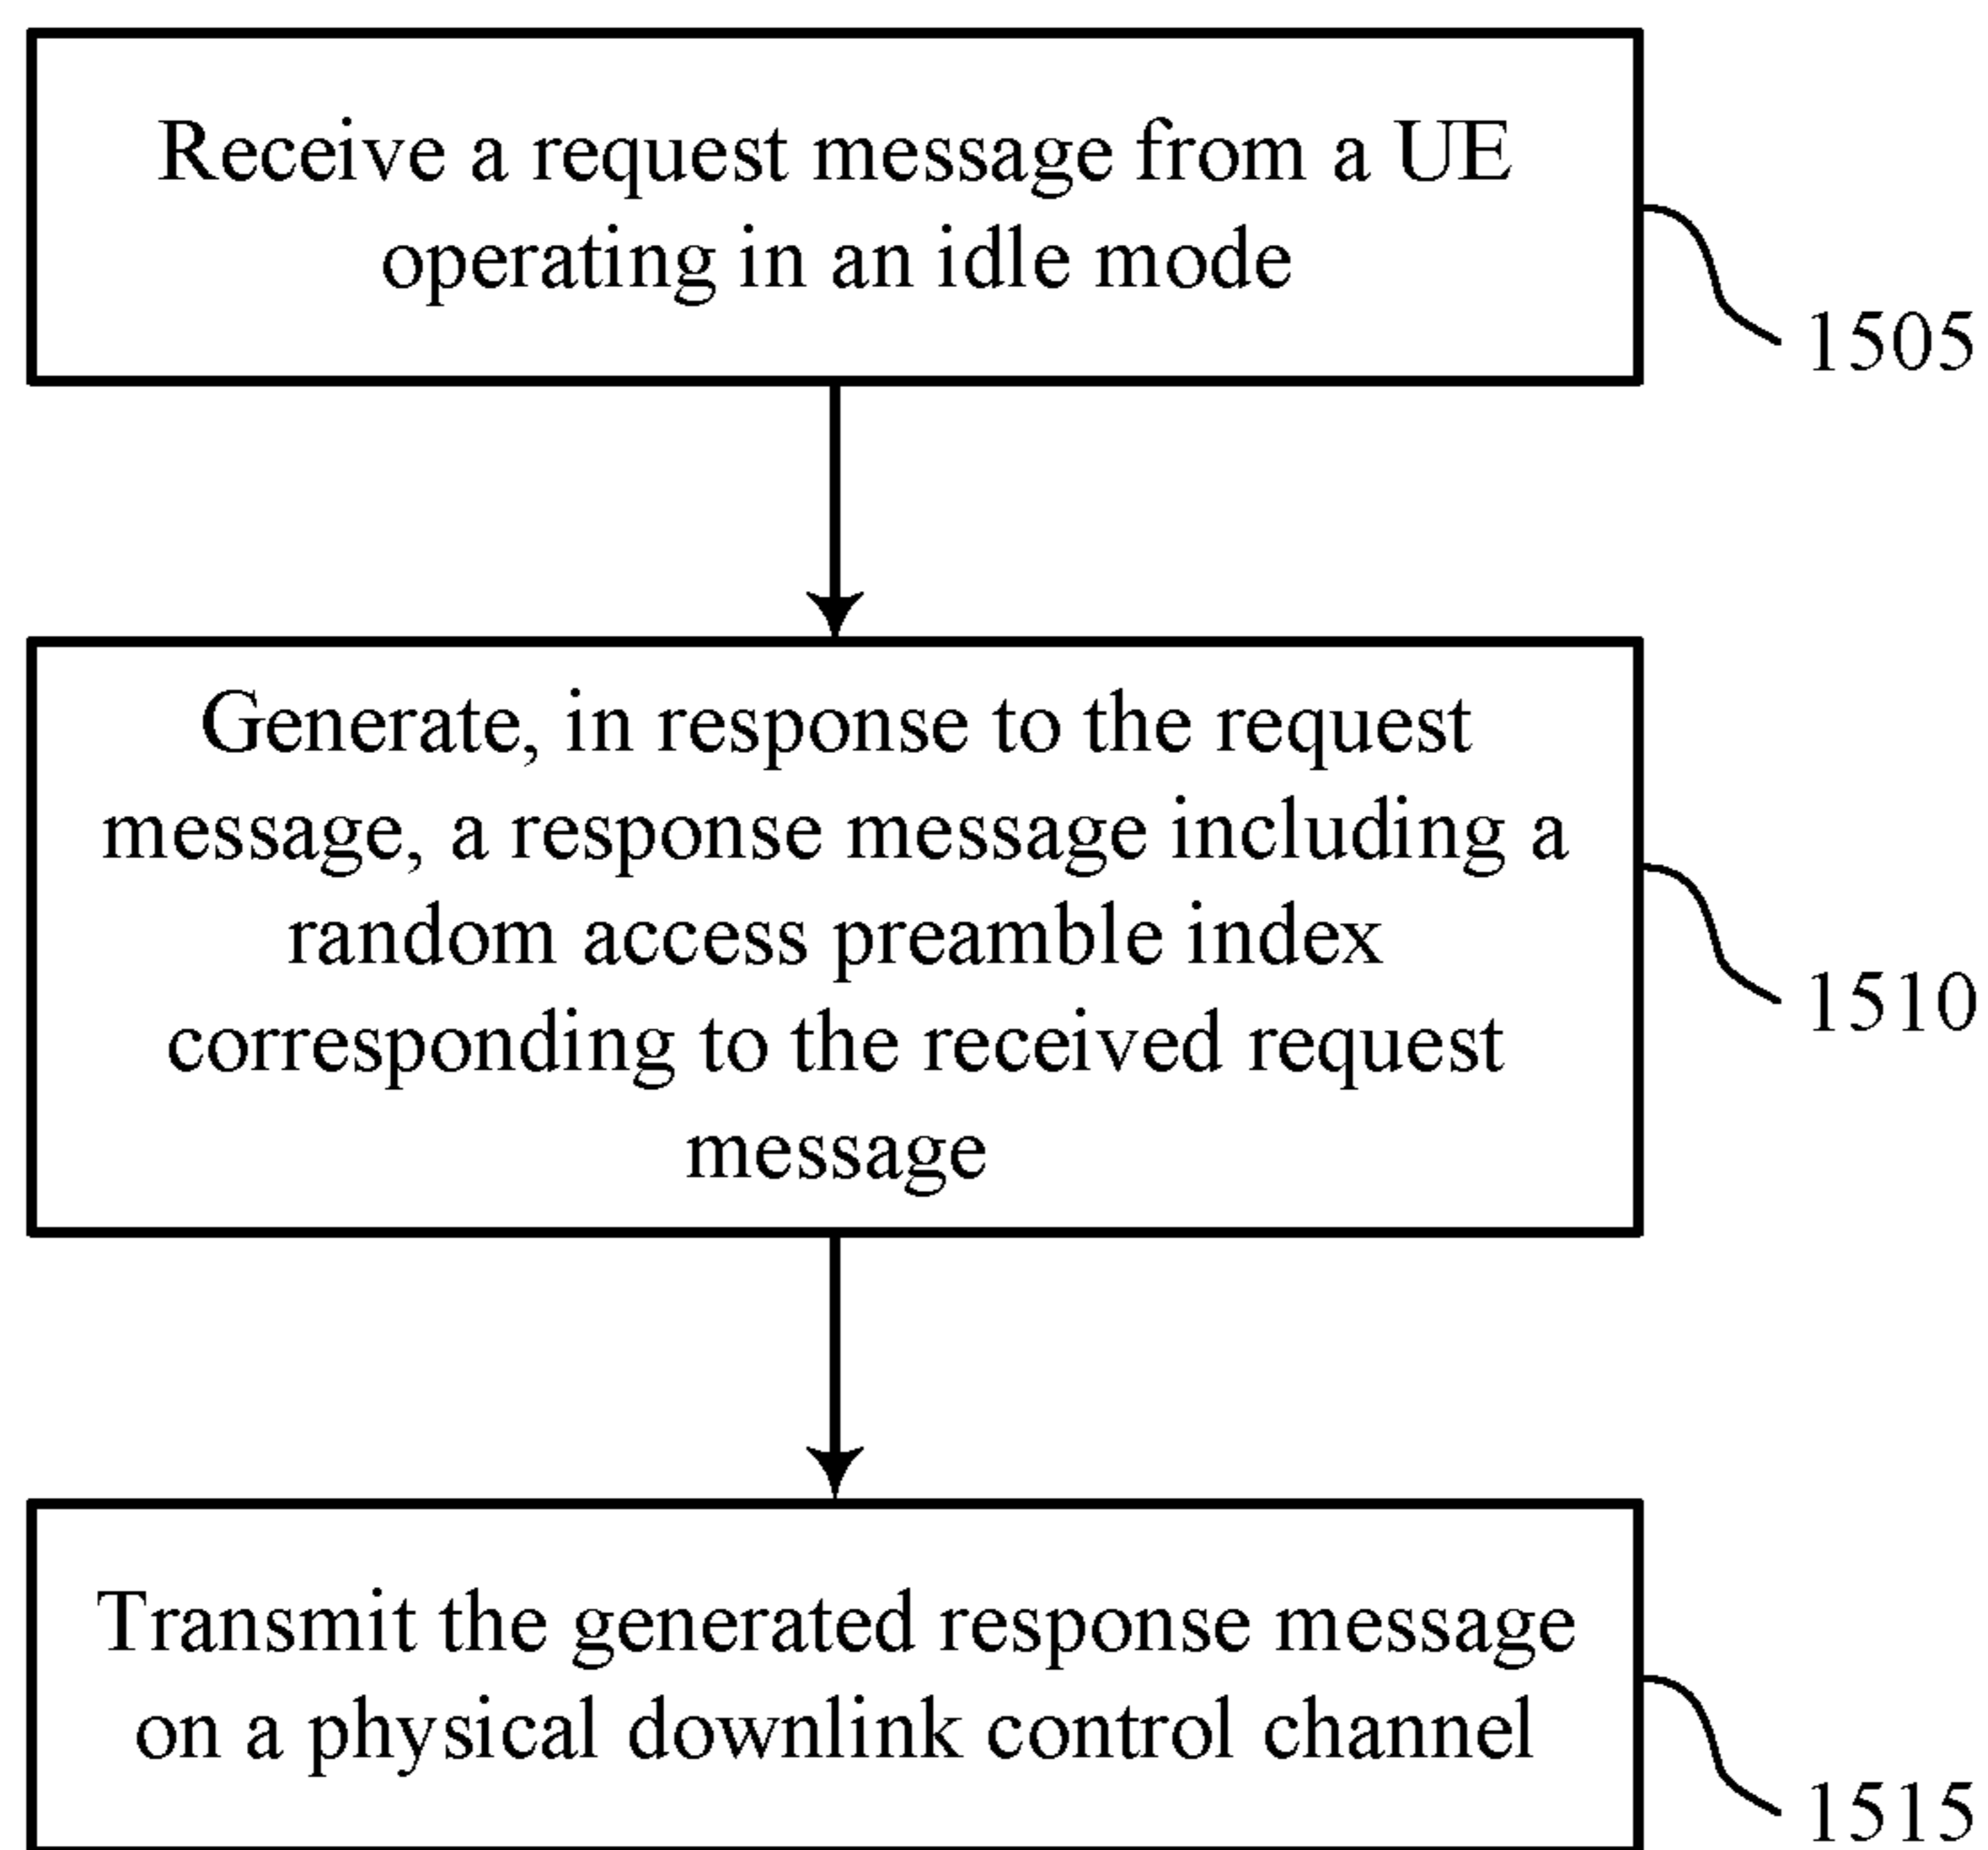 Receive a request message from a UE
operating in an idle mode
1505
Generate, in response to the request
message, a response message including a
random access preamble index
corresponding to the received request
message
1510
Transmit the generated response message
on a physical downlink control channel
1515